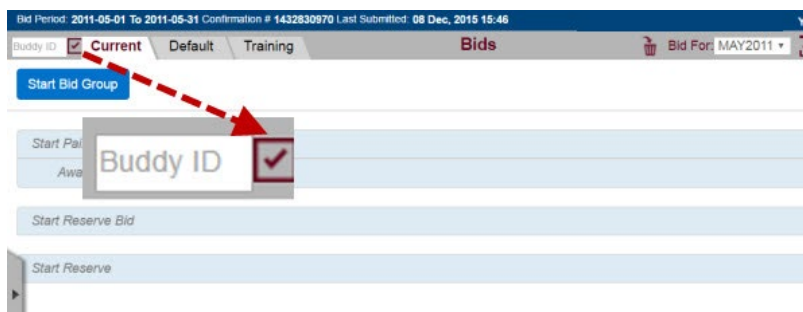 Bid Period: 2011-05-01 To 2011-05-31 Confirmation # 1432830970 Last Submitted: 08 Dec, 2015 15:46
Buddy ID Current Default Training Bids Bid For: MAY2011
Start Bid Group
Start
Buddy ID
Start Reserve Bid
Start Reserve